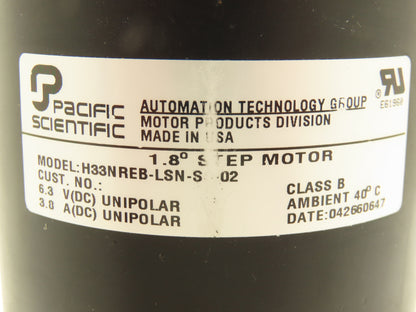 PACIFIC
SCIENTIFIC
AUTOMATION TECHNOLOGY GROUP
MOTOR PRODUCTS DIVISION
MADE IN USA
E61960
1.8° STEP MOTOR
MODEL:H33NREB-LSN-S -02
CUST. NO.:
6.3 V(DC) UNIPOLAR
3.8 A(DC) UNIPOLAR
CLASS B
AMBIENT 40° C
DATE:042660647